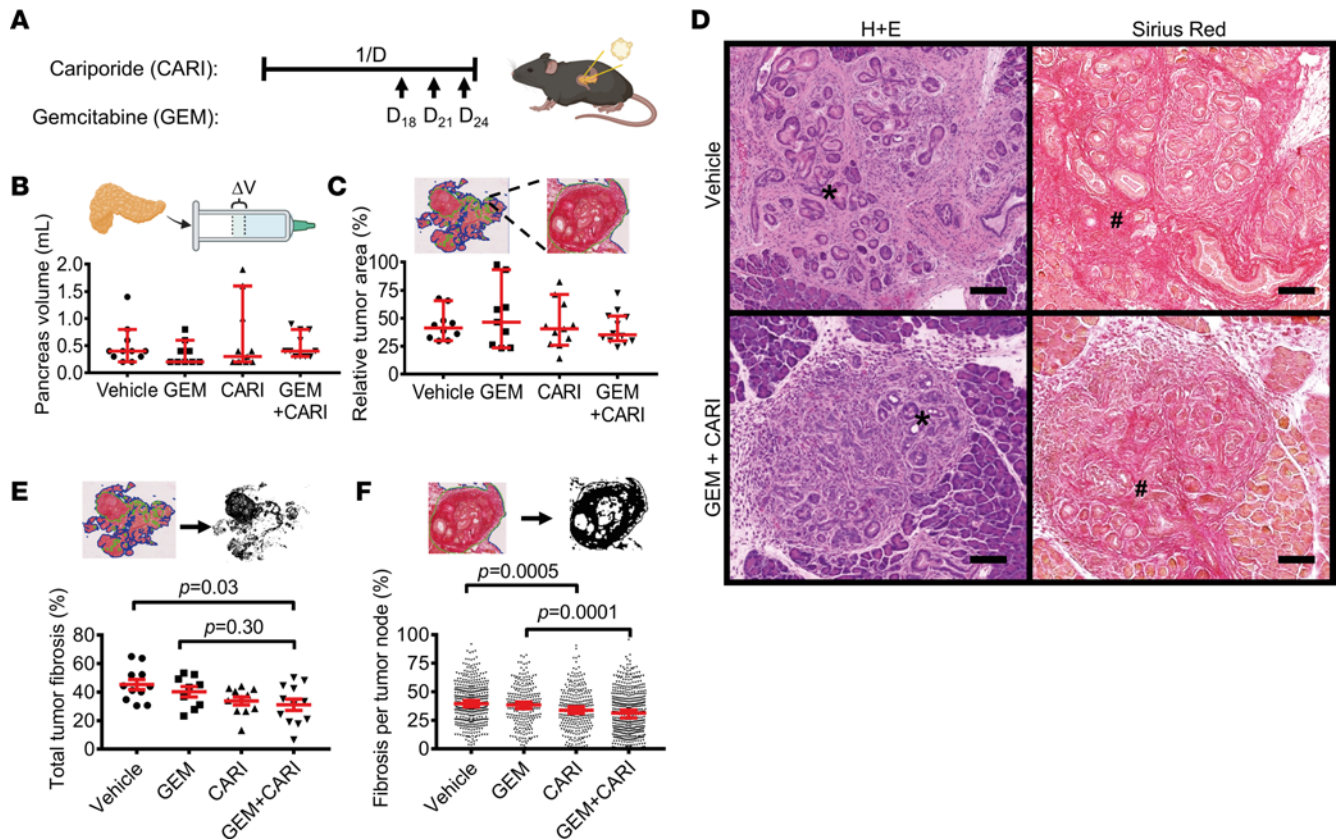 A
Cariporide (CARI):
1/D
Gemcitabine (GEM):
D18 D21 D24
B
ΔV
Pancreas volume (mL)
2.0
1.5
1.0
0.5
0.0
Vehicle GEM CARI GEM
+CARI
C
Relative tumor area (%)
100
75
50
25
0
Vehicle GEM CARI GEM
+CARI
D
H+E Sirius Red
Vehicle
*
#
GEM + CARI
*
#
E
p=0.03
p=0.30
Total tumor fibrosis (%)
80
60
40
20
0
Vehicle GEM CARI GEM+CARI
F
p=0.0005
p=0.0001
Fibrosis per tumor node (%)
100
75
50
25
0
Vehicle GEM CARI GEM+CARI